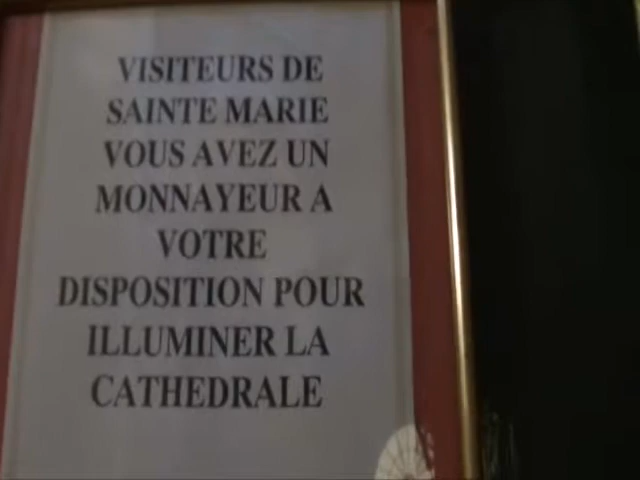 VISITEURS DE
SAINTE MARIE
VOUS AVEZ UN
MONNAYEUR A
VOTRE
DISPOSITION POUR
ILLUMINER LA
CATHEDRALE